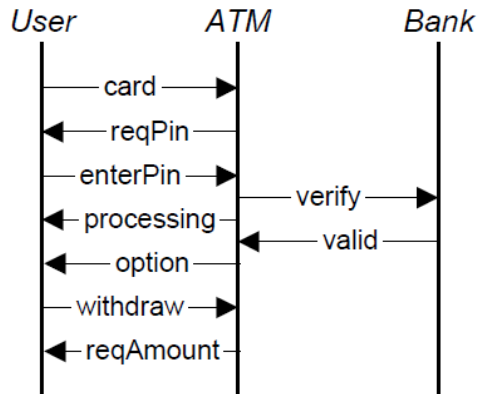 User ATM Bank
card
reqPin
enterPin
verify
processing
valid
option
withdraw
reqAmount